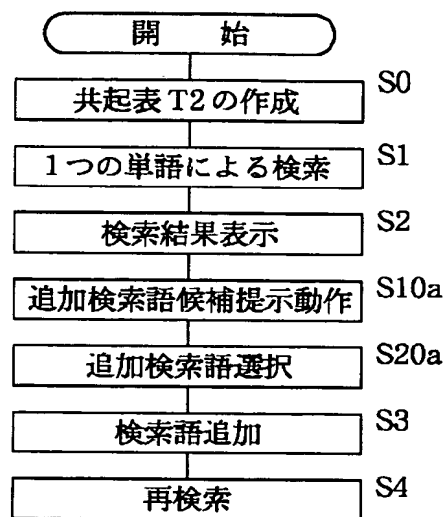 開 始
共起表T2の作成 S0
1つの単語による検索 S1
検索結果表示 S2
追加検索語候補提示動作 S10a
追加検索語選択 S20a
検索語追加 S3
再検索 S4